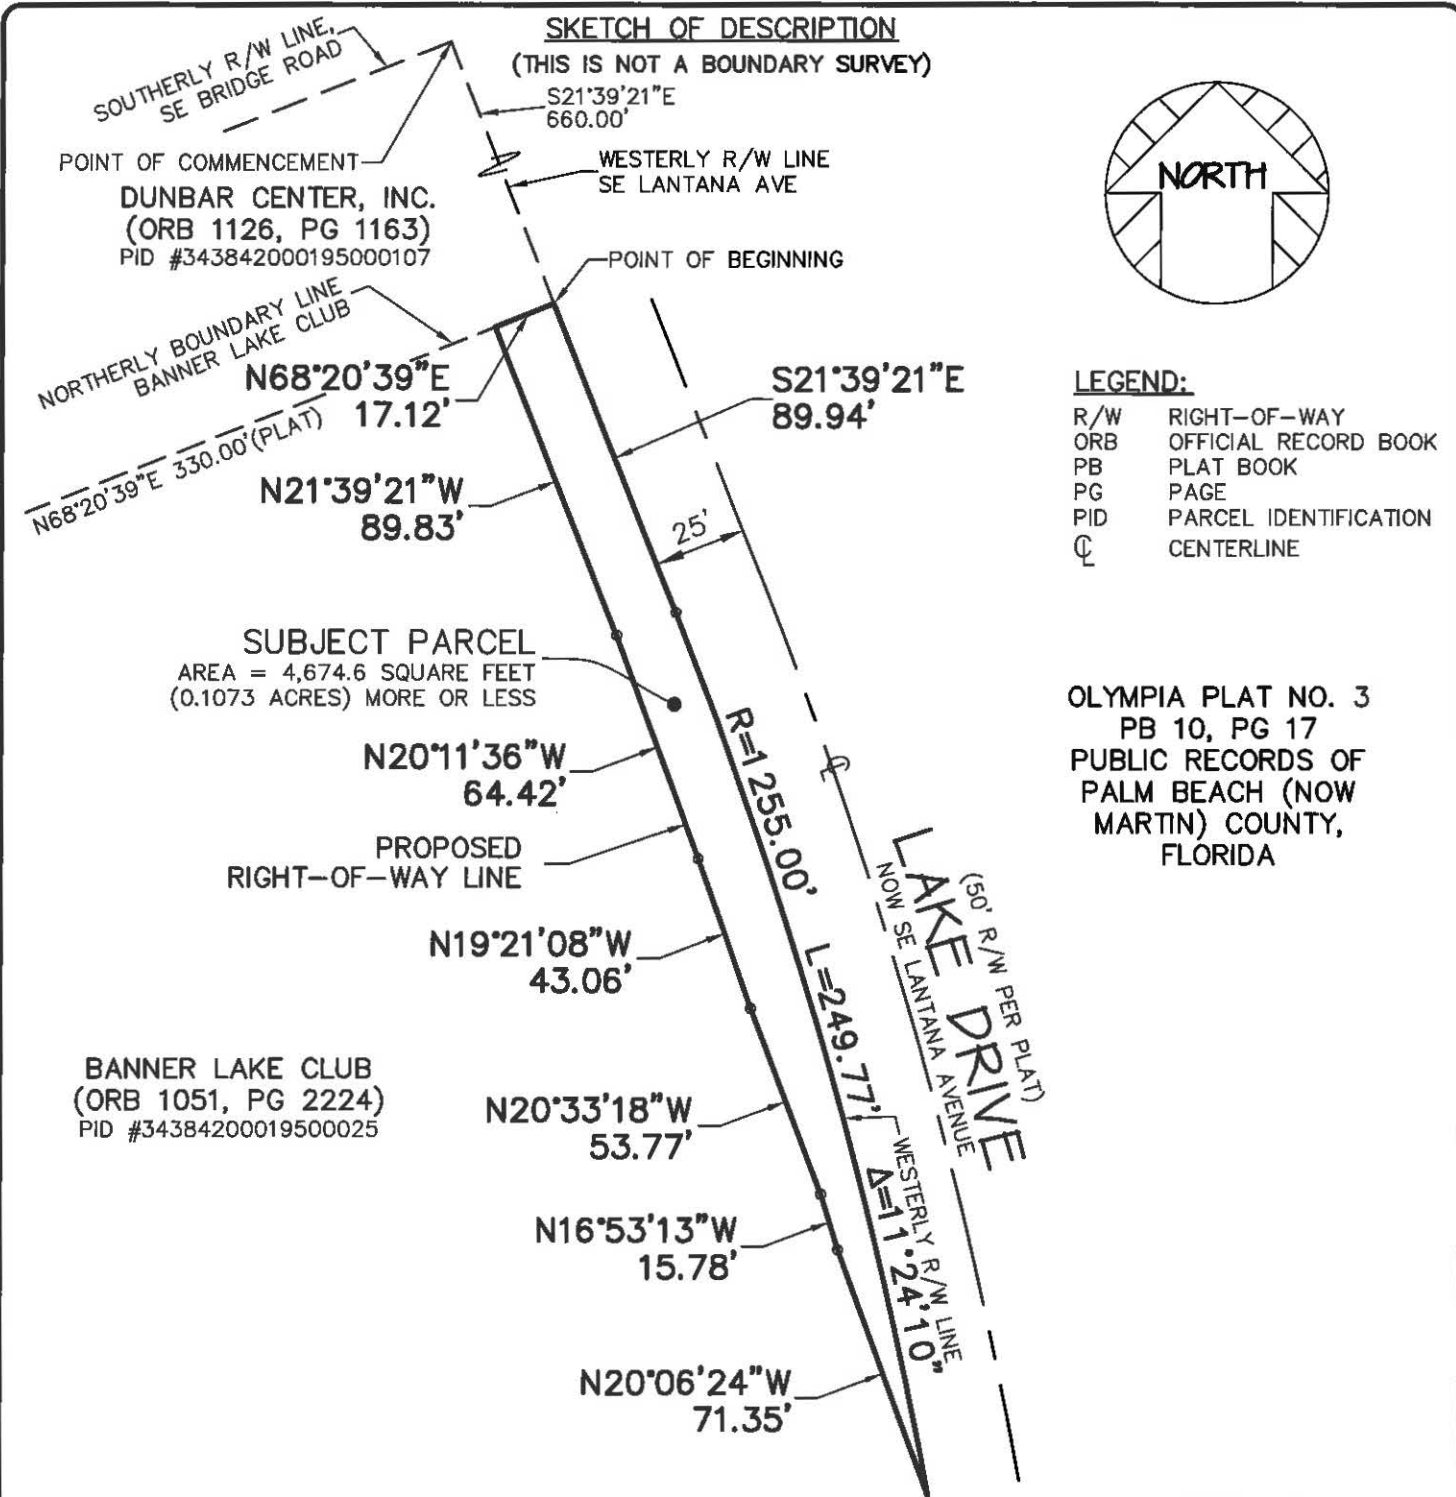 SKETCH OF DESCRIPTION
(THIS IS NOT A BOUNDARY SURVEY)
SOUTHERLY R/W LINE,
SE BRIDGE ROAD
S21°39'21"E
660.00'
POINT OF COMMENCEMENT
WESTERLY R/W LINE
SE LANTANA AVE
DUNBAR CENTER, INC.
(ORB 1126, PG 1163)
PID #343842000195000107
POINT OF BEGINNING
NORTH
NORTHERLY BOUNDARY LINE
BANNER LAKE CLUB
N68°20'39"E
17.12'
N68°20'39"E 330.00'(PLAT)
S21°39'21"E
89.94'
LEGEND:
R/W RIGHT-OF-WAY
ORB OFFICIAL RECORD BOOK
PB PLAT BOOK
PG PAGE
PID PARCEL IDENTIFICATION
℄ CENTERLINE
N21°39'21"W
89.83'
25'
SUBJECT PARCEL
AREA = 4,674.6 SQUARE FEET
(0.1073 ACRES) MORE OR LESS
OLYMPIA PLAT NO. 3
PB 10, PG 17
PUBLIC RECORDS OF
PALM BEACH (NOW
MARTIN) COUNTY,
FLORIDA
N20°11'36"W
64.42'
℄
PROPOSED
RIGHT-OF-WAY LINE
R=1255.00' L=249.77' Δ=11°24'10"
(50' R/W PER PLAT)
LAKE DRIVE
NOW SE LANTANA AVENUE
N19°21'08"W
43.06'
BANNER LAKE CLUB
(ORB 1051, PG 2224)
PID #34384200019500025
N20°33'18"W
53.77'
WESTERLY R/W LINE
N16°53'13"W
15.78'
N20°06'24"W
71.35'